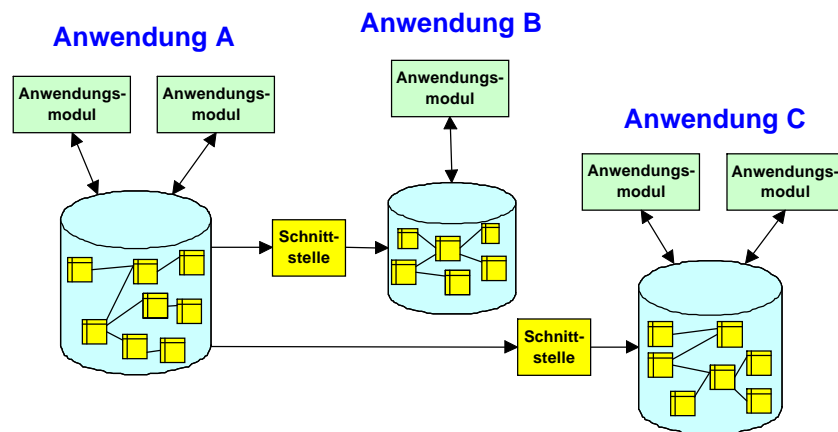 Anwendung A
Anwendungs-
modul
Anwendungs-
modul
Anwendung B
Anwendungs-
modul
Anwendung C
Anwendungs-
modul
Anwendungs-
modul
Schnitt-
stelle
Schnitt-
stelle